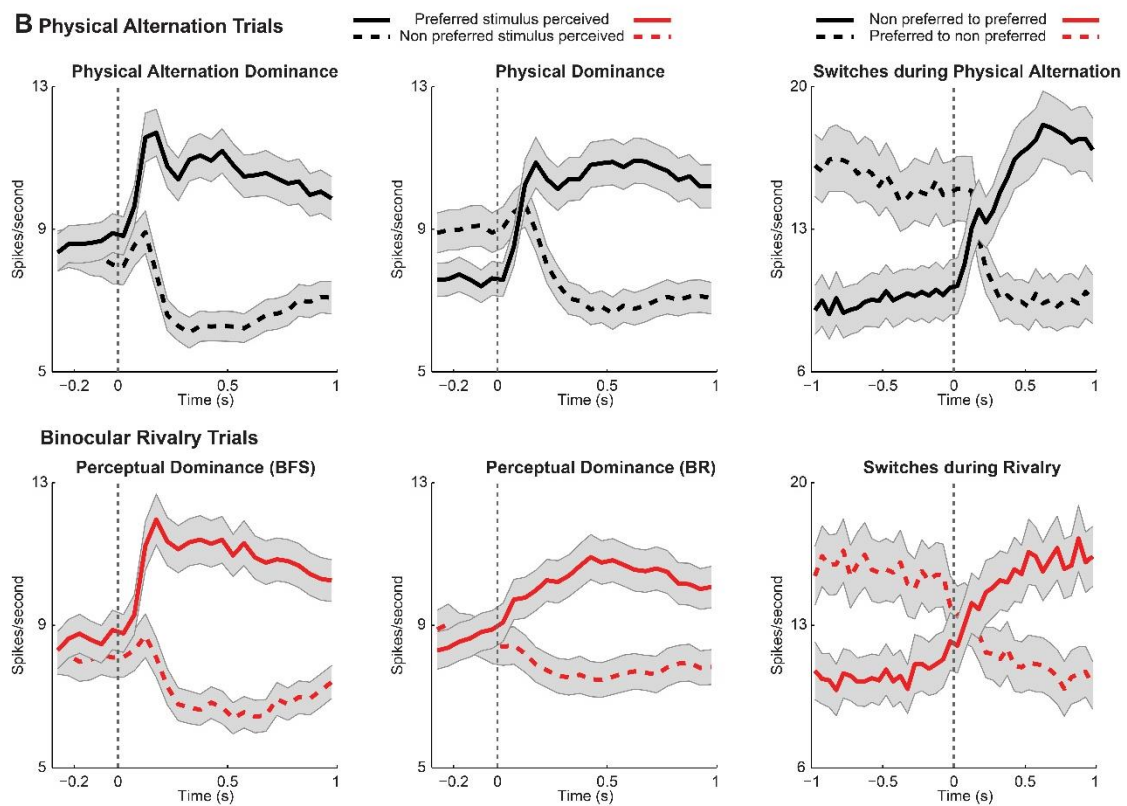 B Physical Alternation Trials
Preferred stimulus perceived
Non preferred stimulus perceived
Non preferred to preferred
Preferred to non preferred
Physical Alternation Dominance
13
9
5
Spikes/second
−0.2 0 0.5 1
Time (s)
Physical Dominance
13
9
5
Spikes/second
−0.2 0 0.5 1
Time (s)
Switches during Physical Alternation
20
13
6
Spikes/second
−1 −0.5 0 0.5 1
Time (s)
Binocular Rivalry Trials
Perceptual Dominance (BFS)
13
9
5
Spikes/second
−0.2 0 0.5 1
Time (s)
Perceptual Dominance (BR)
13
9
5
Spikes/second
−0.2 0 0.5 1
Time (s)
Switches during Rivalry
20
13
6
Spikes/second
−1 −0.5 0 0.5 1
Time (s)